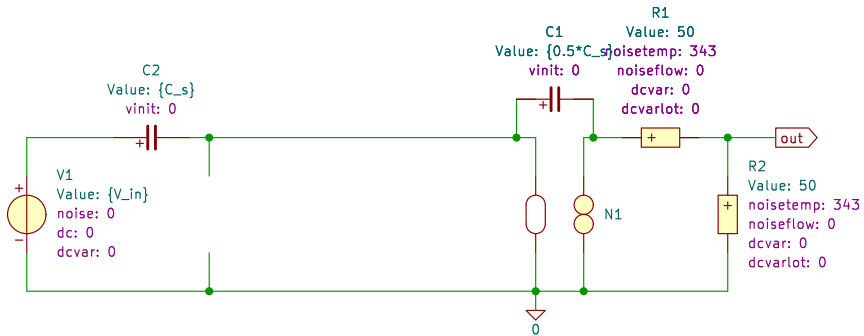 R1
Value: 50
noisetemp: 343
noiseflow: 0
dcvar: 0
dcvarlot: 0
C1
Value: {0.5*C_s}
vinit: 0
C2
Value: {C_s}
vinit: 0
+
+
+
out
V1
Value: {V_in}
noise: 0
dc: 0
dcvar: 0
+
-
N1
R2
Value: 50
noisetemp: 343
noiseflow: 0
dcvar: 0
dcvarlot: 0
+
0